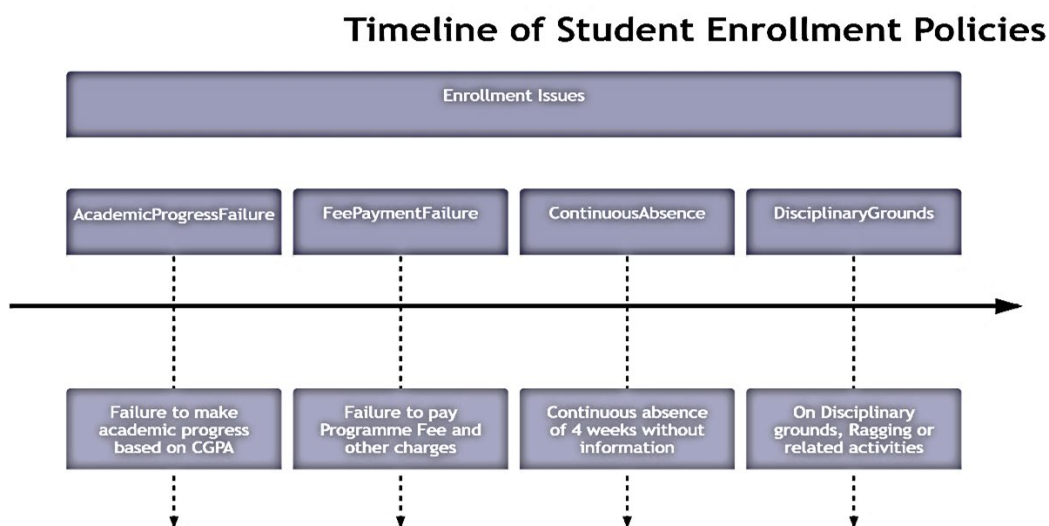 Timeline of Student Enrollment Policies
Enrollment Issues
AcademicProgressFailure
FeePaymentFailure
ContinuousAbsence
DisciplinaryGrounds
Failure to make
academic progress
based on CGPA
Failure to pay
Programme Fee and
other charges
Continuous absence
of 4 weeks without
information
On Disciplinary
grounds, Ragging or
related activities